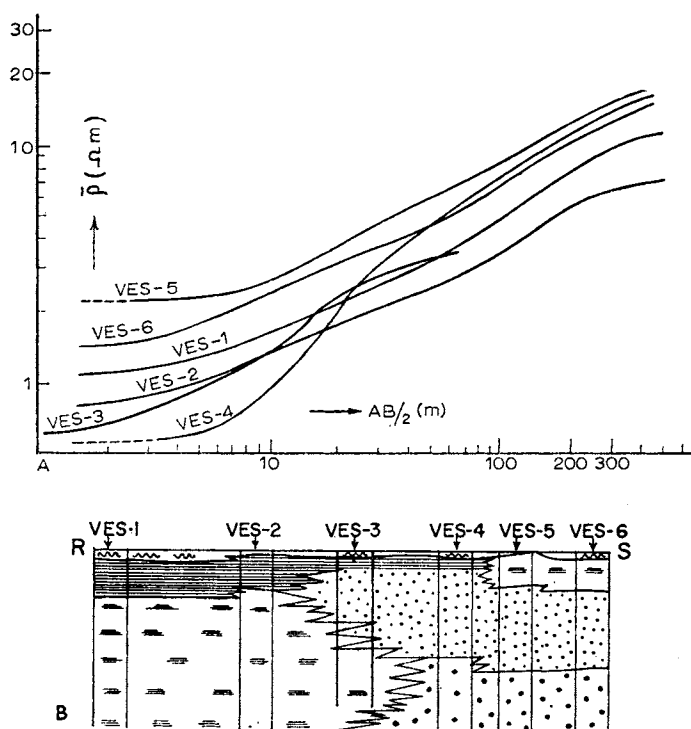 30
20
10
1
ρ̄ (Ωm)
VES-5
VES-6
VES-1
VES-2
VES-3
VES-4
AB/2 (m)
A
10
100
200
300
VES-1
VES-2
VES-3
VES-4
VES-5
VES-6
R
S
B